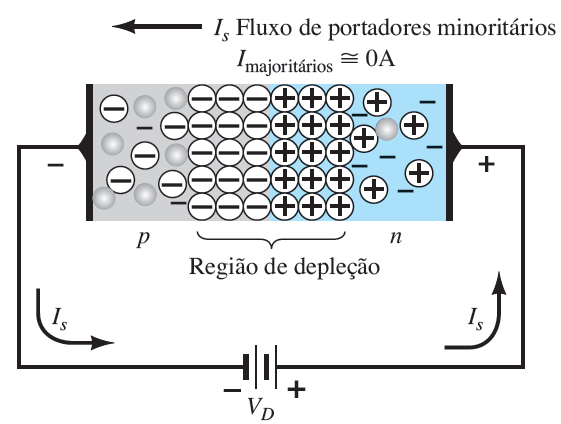 I_s Fluxo de portadores minoritários
I_majoritários ≅ 0A
− +
p n
Região de depleção
I_s I_s
− +
V_D